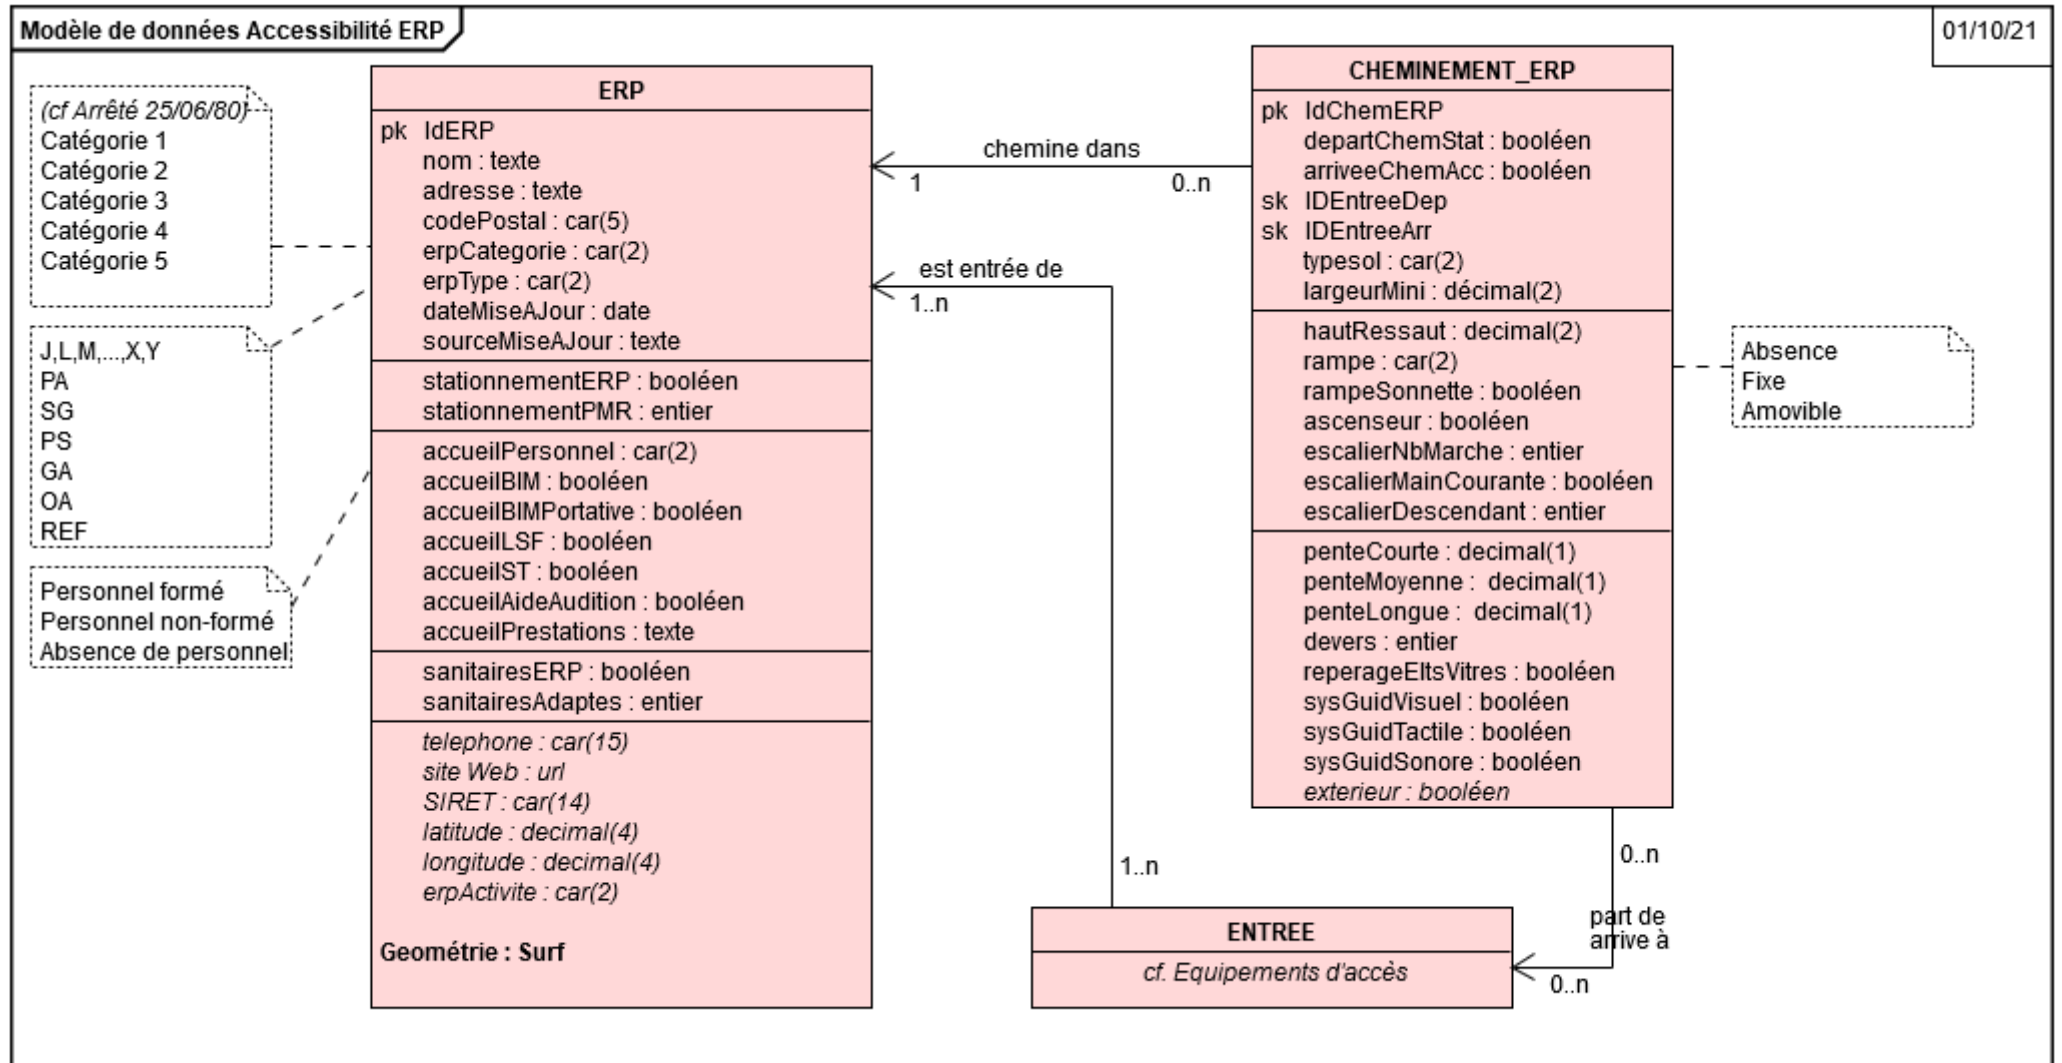 Modèle de données Accessibilité ERP
01/10/21
(cf Arrêté 25/06/80)
Catégorie 1
Catégorie 2
Catégorie 3
Catégorie 4
Catégorie 5
J,L,M,...,X,Y
PA
SG
PS
GA
OA
REF
Personnel formé
Personnel non-formé
Absence de personnel
ERP
pk IdERP
nom : texte
adresse : texte
codePostal : car(5)
erpCategorie : car(2)
erpType : car(2)
dateMiseAJour : date
sourceMiseAJour : texte
stationnementERP : booléen
stationnementPMR : entier
accueilPersonnel : car(2)
accueilBIM : booléen
accueilBIMPortative : booléen
accueilLSF : booléen
accueilST : booléen
accueilAideAudition : booléen
accueilPrestations : texte
sanitairesERP : booléen
sanitairesAdaptes : entier
telephone : car(15)
site Web : url
SIRET : car(14)
latitude : decimal(4)
longitude : decimal(4)
erpActivite : car(2)
Geométrie : Surf
chemine dans
1
0..n
est entrée de
1..n
1..n
CHEMINEMENT_ERP
pk IdChemERP
departChemStat : booléen
arriveeChemAcc : booléen
sk IDEntreeDep
sk IDEntreeArr
typesol : car(2)
largeurMini : décimal(2)
hautRessaut : decimal(2)
rampe : car(2)
rampeSonnette : booléen
ascenseur : booléen
escalierNbMarche : entier
escalierMainCourante : booléen
escalierDescendant : entier
penteCourte : decimal(1)
penteMoyenne : decimal(1)
penteLongue : decimal(1)
devers : entier
reperageEltsVitres : booléen
sysGuidVisuel : booléen
sysGuidTactile : booléen
sysGuidSonore : booléen
exterieur : booléen
Absence
Fixe
Amovible
0..n
part de
arrive à
0..n
ENTREE
cf. Equipements d'accès